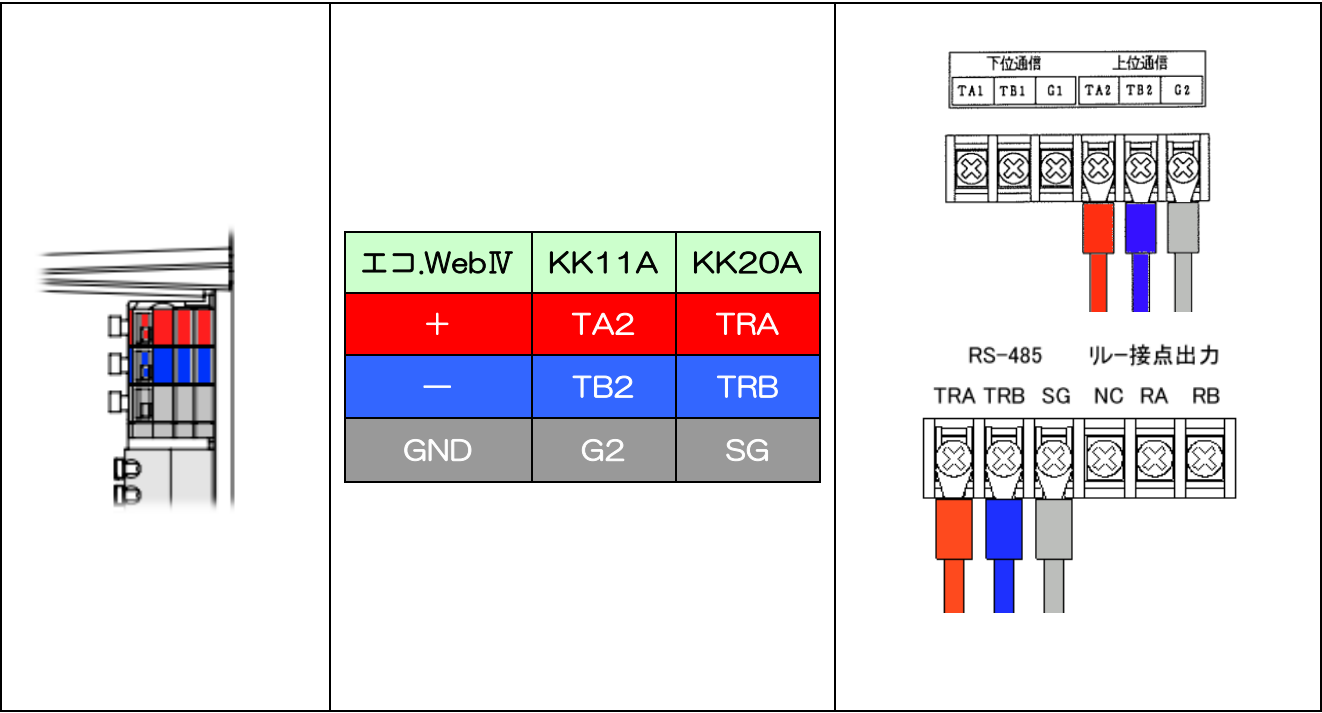 エコ.WebⅣ KK11A KK20A
＋ TA2 TRA
－ TB2 TRB
GND G2 SG
下位通信 上位通信
TA1 TB1 G1 TA2 TB2 G2
RS-485 リレー接点出力
TRA TRB SG NC RA RB